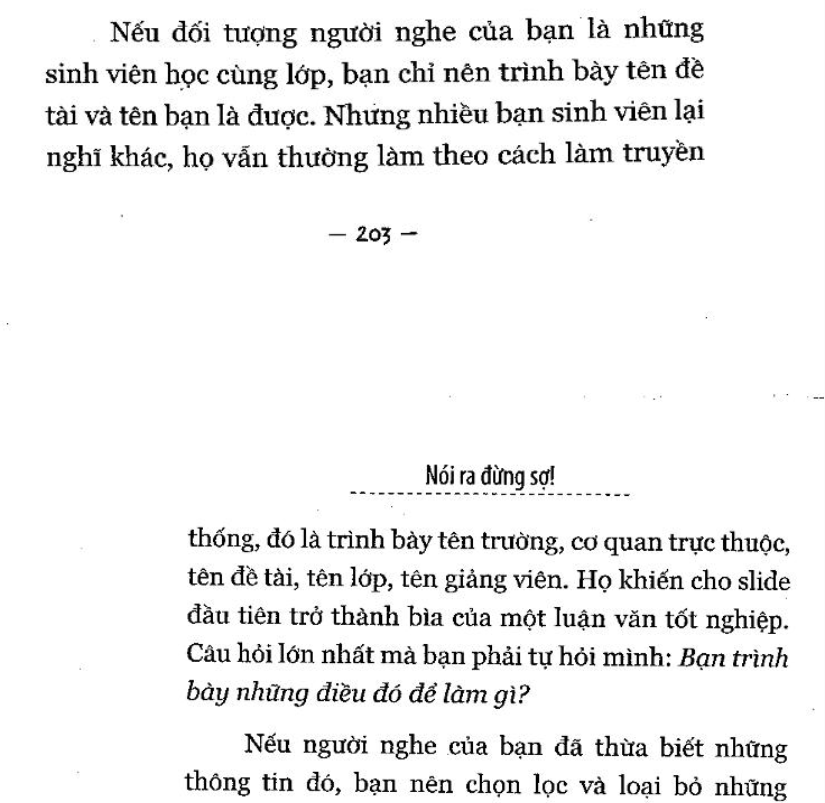 Nếu đối tượng người nghe của bạn là những
sinh viên học cùng lớp, bạn chỉ nên trình bày tên đề
tài và tên bạn là được. Nhưng nhiều bạn sinh viên lại
nghĩ khác, họ vẫn thường làm theo cách làm truyền
— 203 —
Nói ra đừng sợ!
thống, đó là trình bày tên trường, cơ quan trực thuộc,
tên đề tài, tên lớp, tên giảng viên. Họ khiến cho slide
đầu tiên trở thành bìa của một luận văn tốt nghiệp.
Câu hỏi lớn nhất mà bạn phải tự hỏi mình: Bạn trình
bày những điều đó để làm gì?
Nếu người nghe của bạn đã thừa biết những
thông tin đó, bạn nên chọn lọc và loại bỏ những